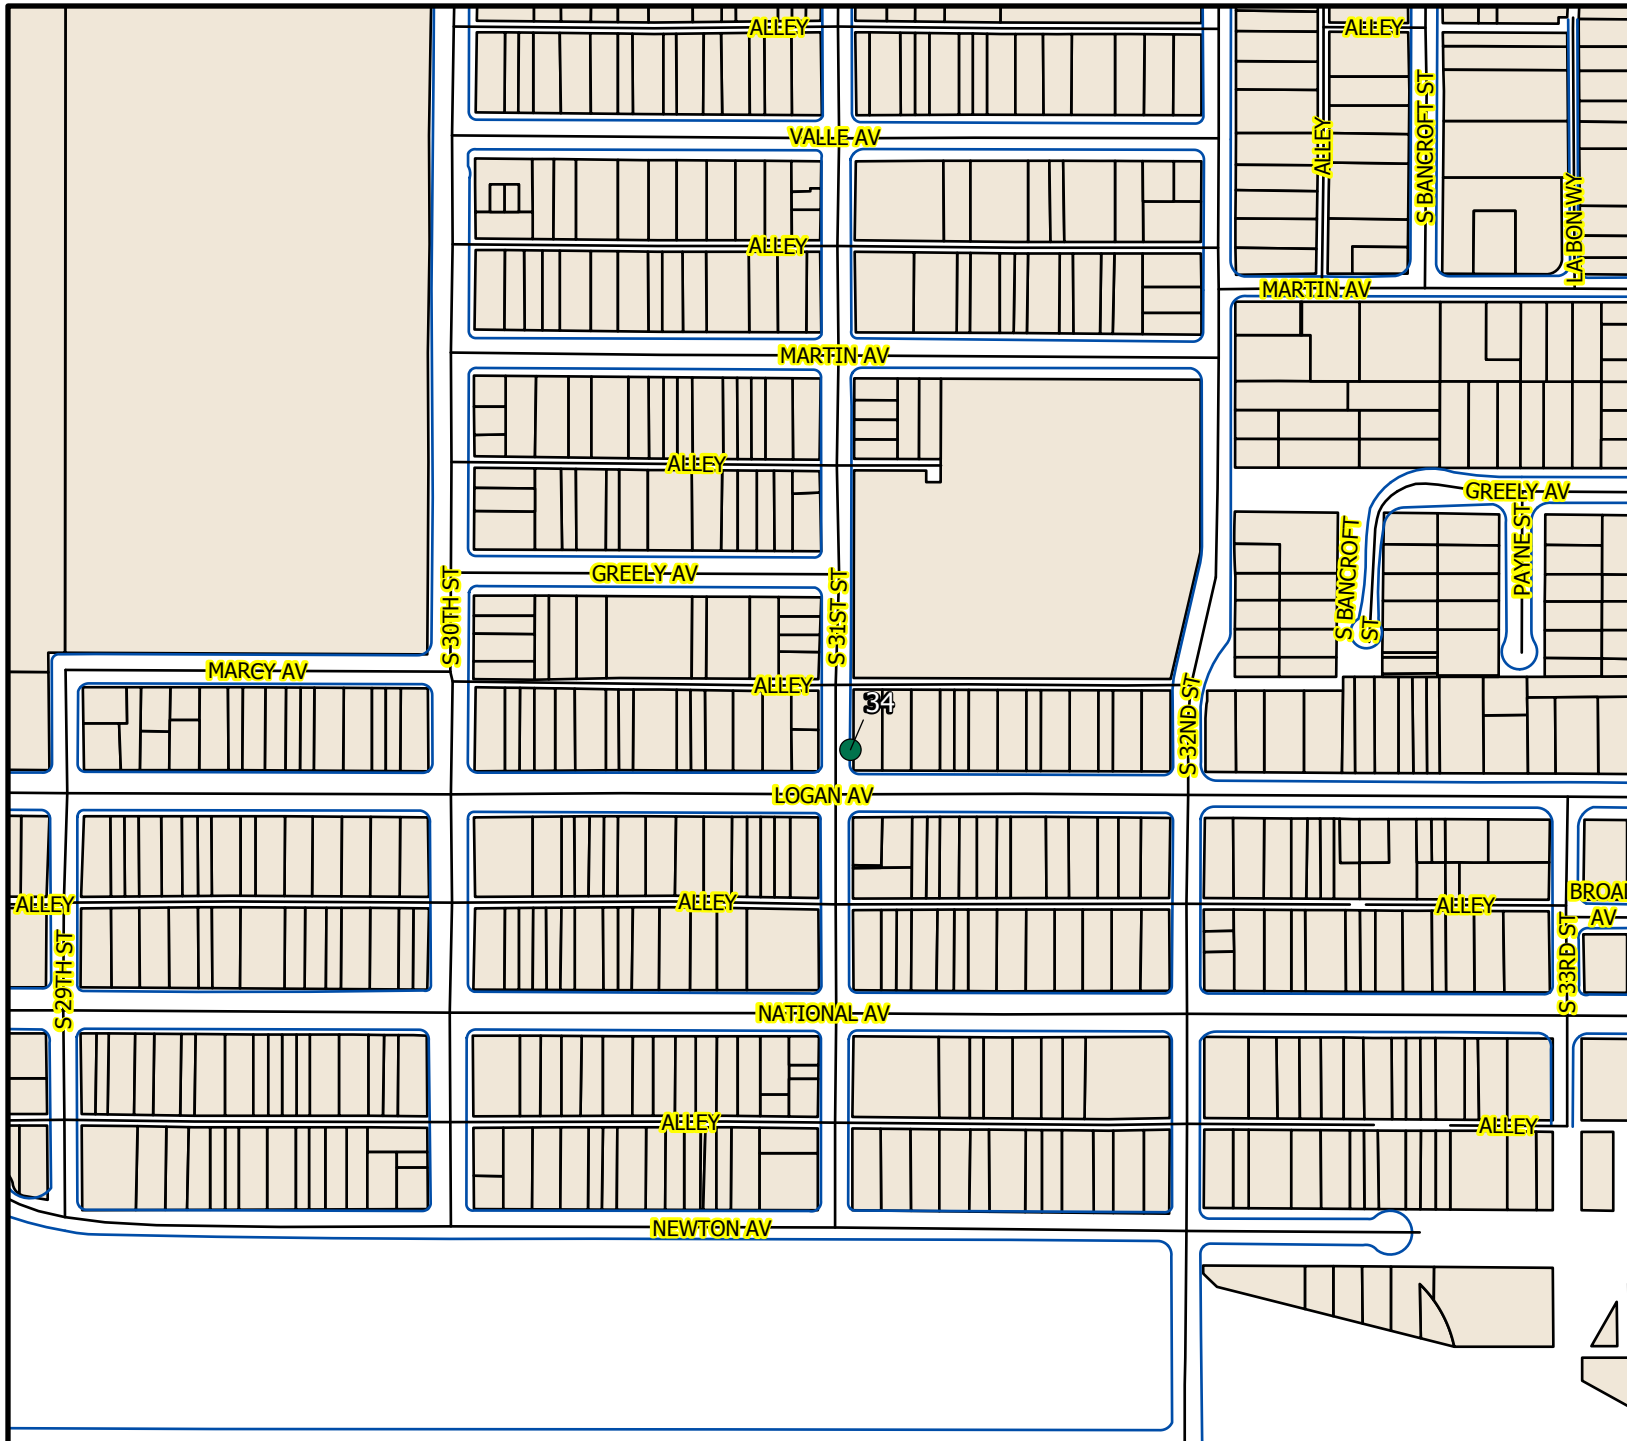 ALLEY
ALLEY
VALLE AV
ALLEY
S BANCROFT ST
LA BON WY
ALLEY
MARTIN AV
MARTIN AV
ALLEY
GREELY AV
PAYNE ST
S BANCROFT
ST
GREELY AV
S 30TH ST
S 31ST ST
MARCY AV
ALLEY
34
S 32ND ST
LOGAN AV
ALLEY
ALLEY
ALLEY
BROAD
AV
S 29TH ST
S 33RD ST
NATIONAL AV
ALLEY
ALLEY
NEWTON AV